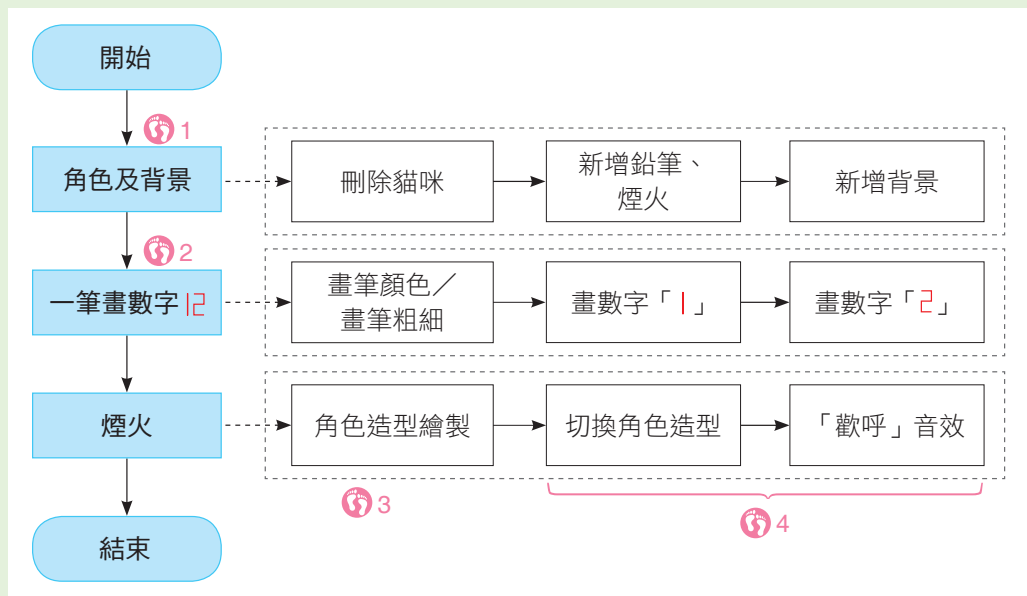 開始
1
角色及背景
刪除貓咪
新增鉛筆、
煙火
新增背景
2
一筆畫數字12
畫筆顏色／
畫筆粗細
畫數字「1」
畫數字「2」
煙火
角色造型繪製
切換角色造型
「歡呼」音效
3
4
結束